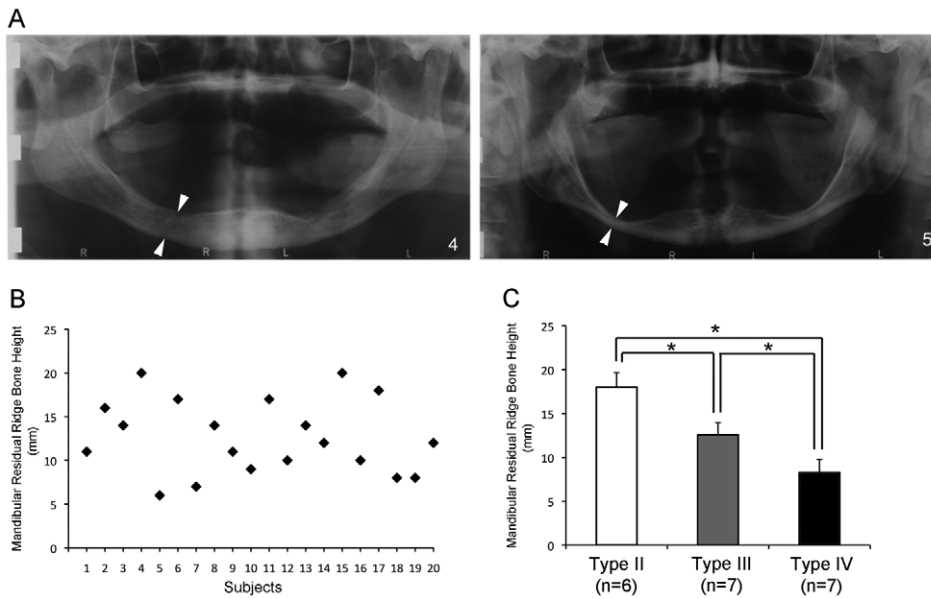 A
R R L L 4
R R L L 5
B
Mandibular Residual Ridge Bone Height
(mm)
25
20
15
10
5
0
1 2 3 4 5 6 7 8 9 10 11 12 13 14 15 16 17 18 19 20
Subjects
C
Mandibular Residual Ridge Bone Height
(mm)
25
20
15
10
5
0
*
* *
Type II Type III Type IV
(n=6) (n=7) (n=7)